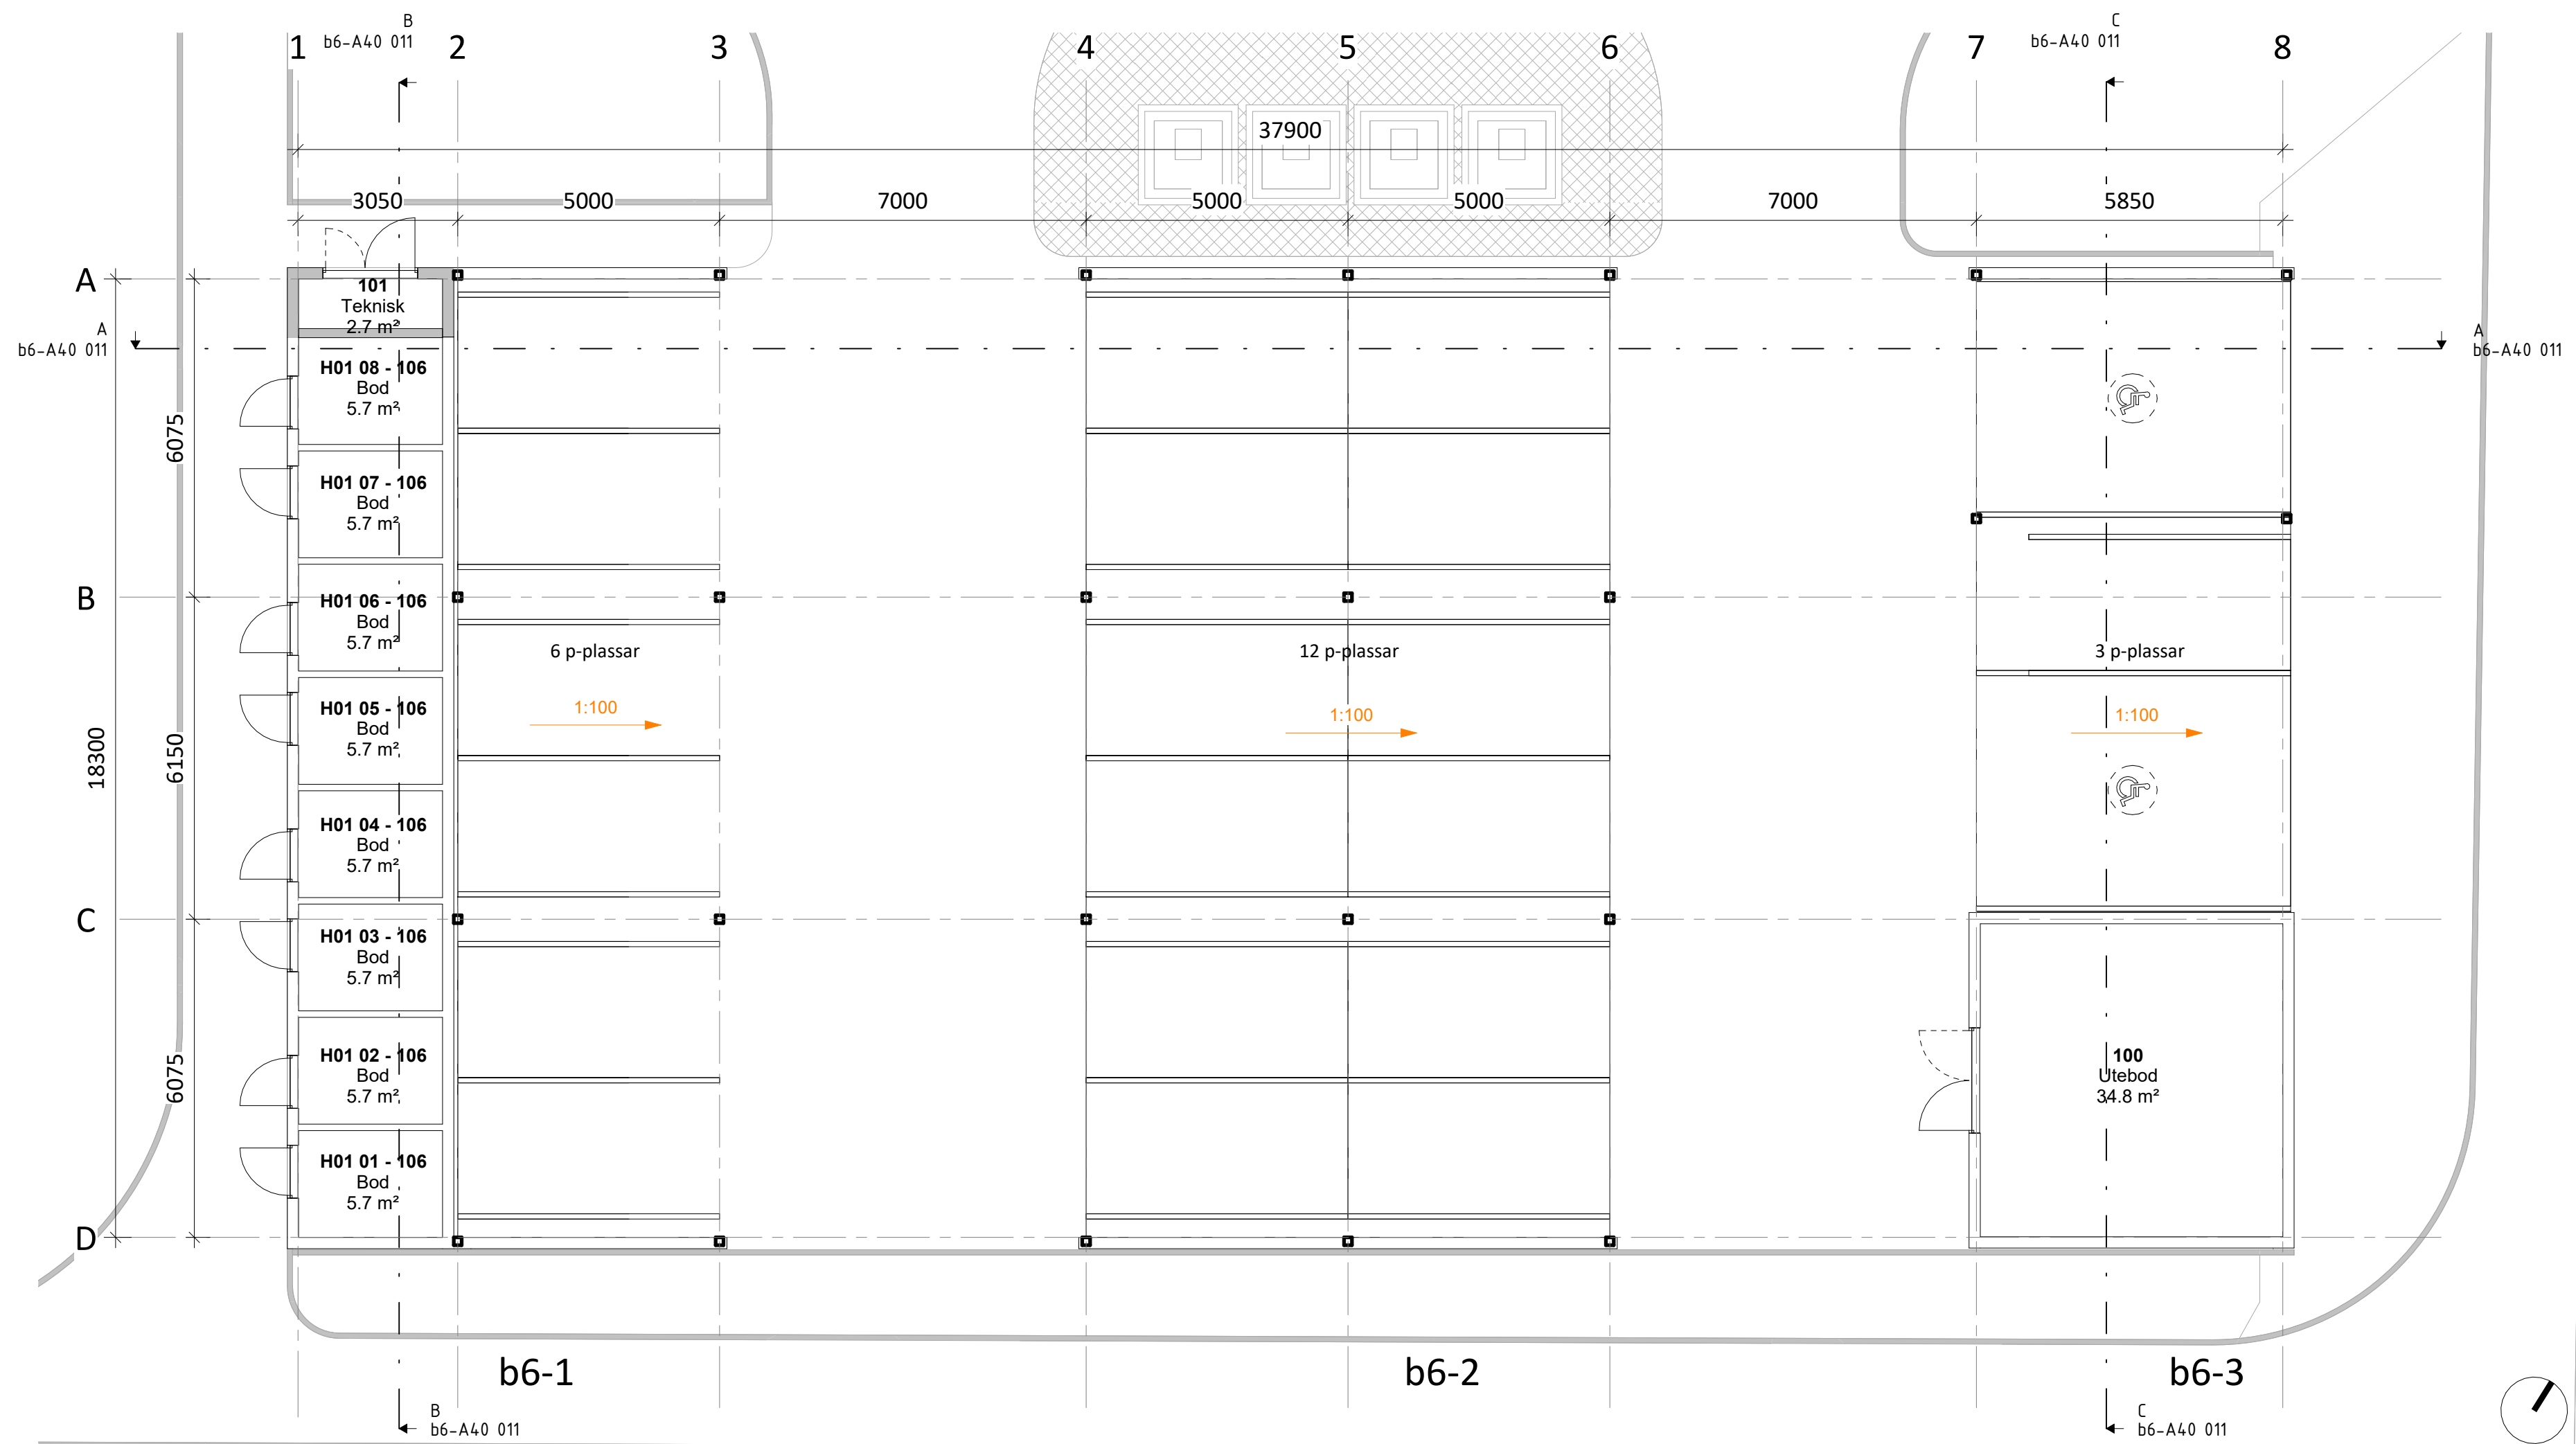 B
b6-A40 011
C
b6-A40 011
1
2
3
4
5
6
7
8
37900
3050
5000
7000
5000
5000
7000
5850
A
101
Teknisk
2.7 m²
A
b6-A40 011
A
b6-A40 011
H01 08 - 106
Bod
5.7 m²
6075
H01 07 - 106
Bod
5.7 m²
B
H01 06 - 106
Bod
5.7 m²
6 p-plassar
12 p-plassar
3 p-plassar
H01 05 - 106
Bod
5.7 m²
1:100
1:100
1:100
18300
6150
H01 04 - 106
Bod
5.7 m²
C
H01 03 - 106
Bod
5.7 m²
H01 02 - 106
Bod
5.7 m²
6075
100
Utebod
34.8 m²
H01 01 - 106
Bod
5.7 m²
D
b6-1
b6-2
b6-3
B
b6-A40 011
C
b6-A40 011